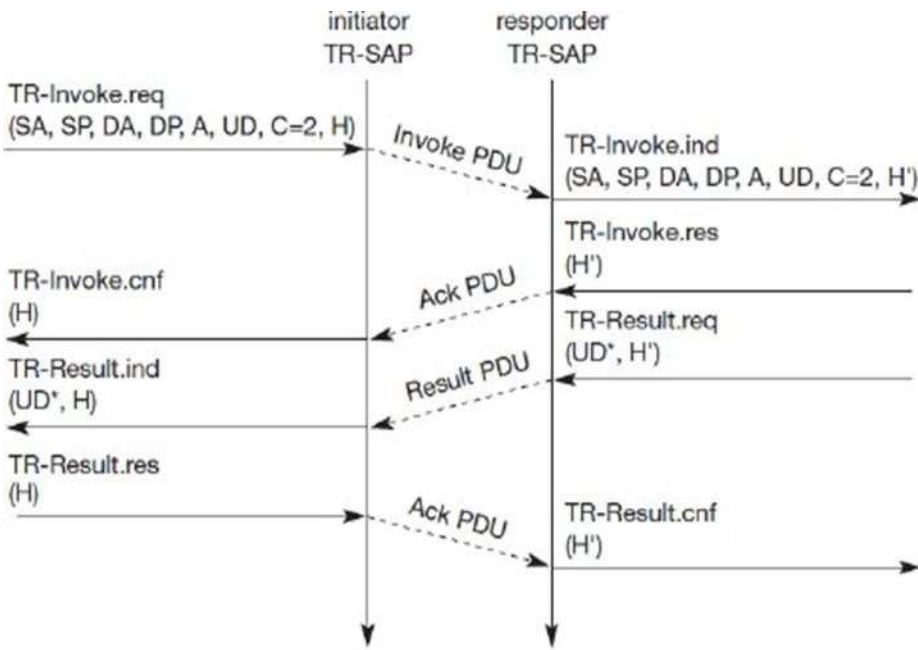 initiator
TR-SAP
responder
TR-SAP
TR-Invoke.req
(SA, SP, DA, DP, A, UD, C=2, H)
Invoke PDU
TR-Invoke.ind
(SA, SP, DA, DP, A, UD, C=2, H')
TR-Invoke.res
(H')
Ack PDU
TR-Invoke.cnf
(H)
TR-Result.req
(UD*, H')
Result PDU
TR-Result.ind
(UD*, H)
TR-Result.res
(H)
Ack PDU
TR-Result.cnf
(H')